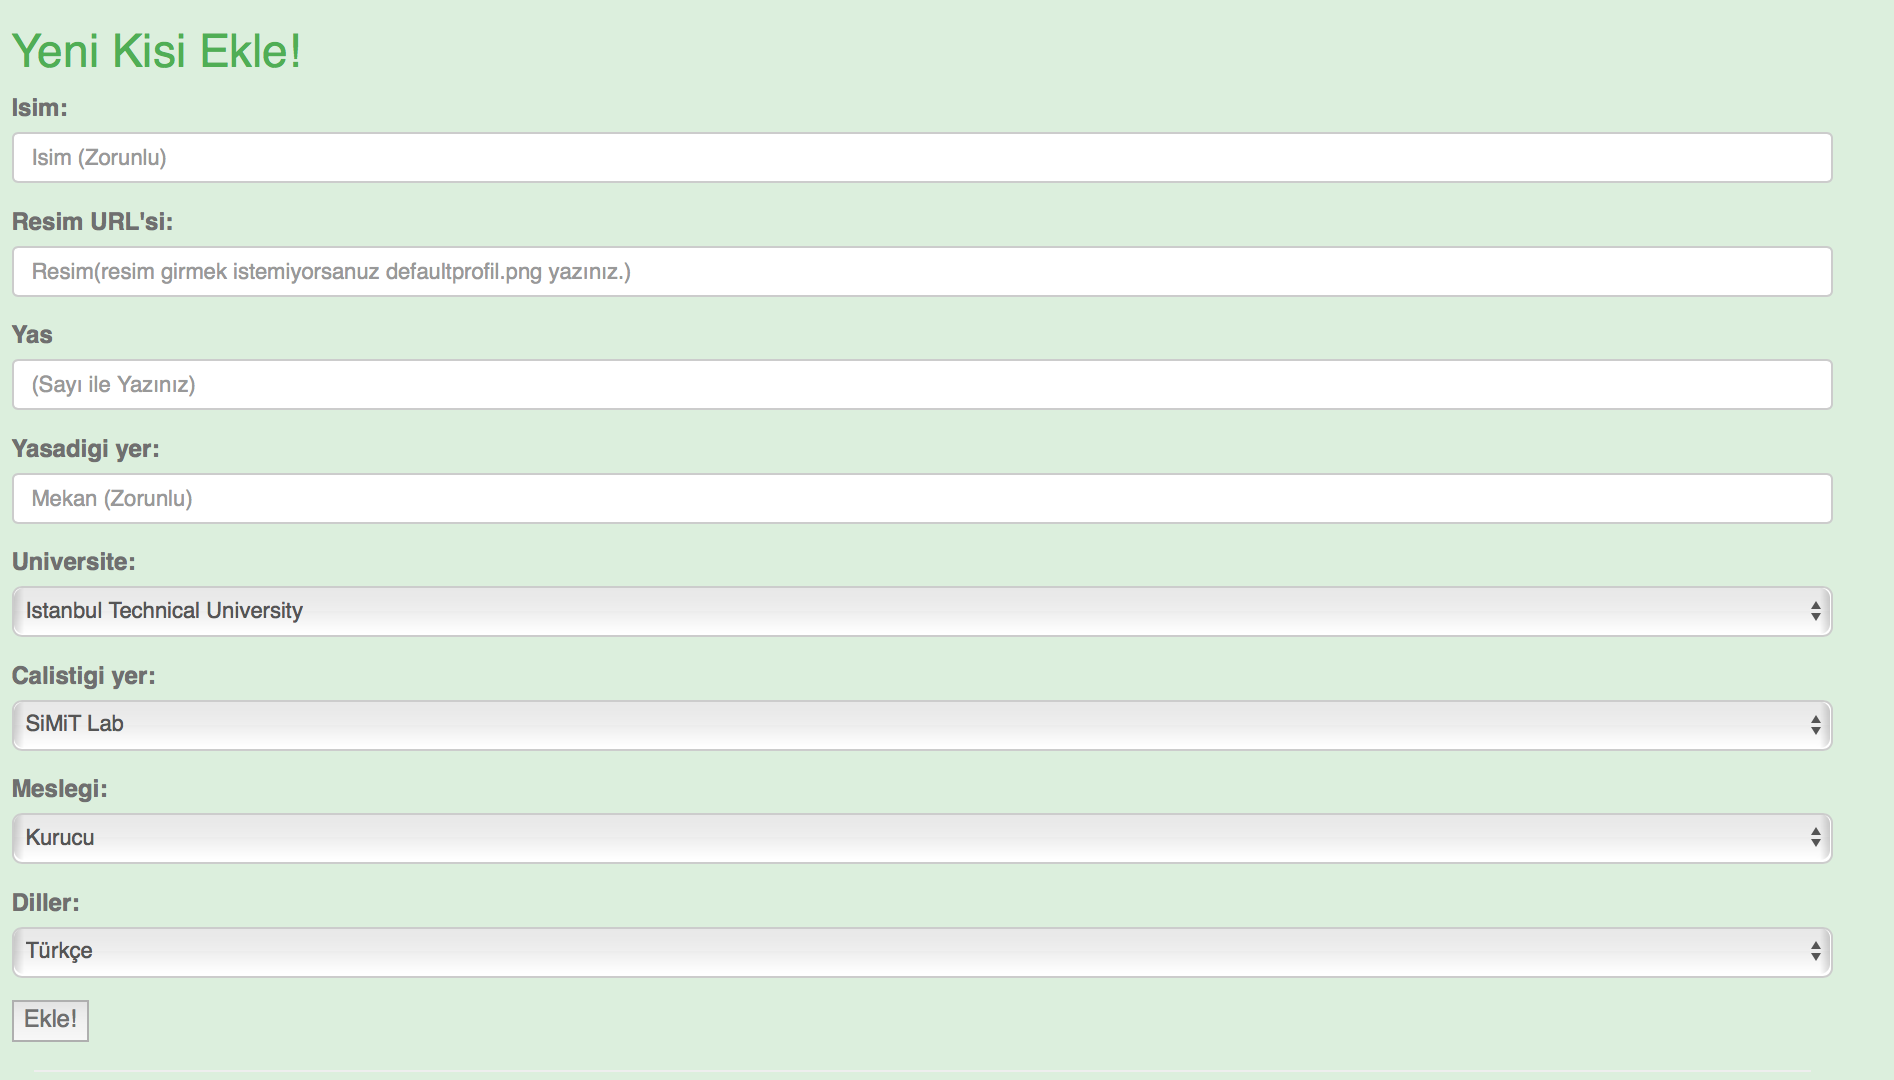 Yeni Kisi Ekle!
Isim:
Isim (Zorunlu)
Resim URL'si:
Resim(resim girmek istemiyorsanuz defaultprofil.png yazınız.)
Yas
(Sayı ile Yazınız)
Yasadigi yer:
Mekan (Zorunlu)
Universite:
Istanbul Technical University
Calistigi yer:
SiMiT Lab
Meslegi:
Kurucu
Diller:
Türkçe
Ekle!